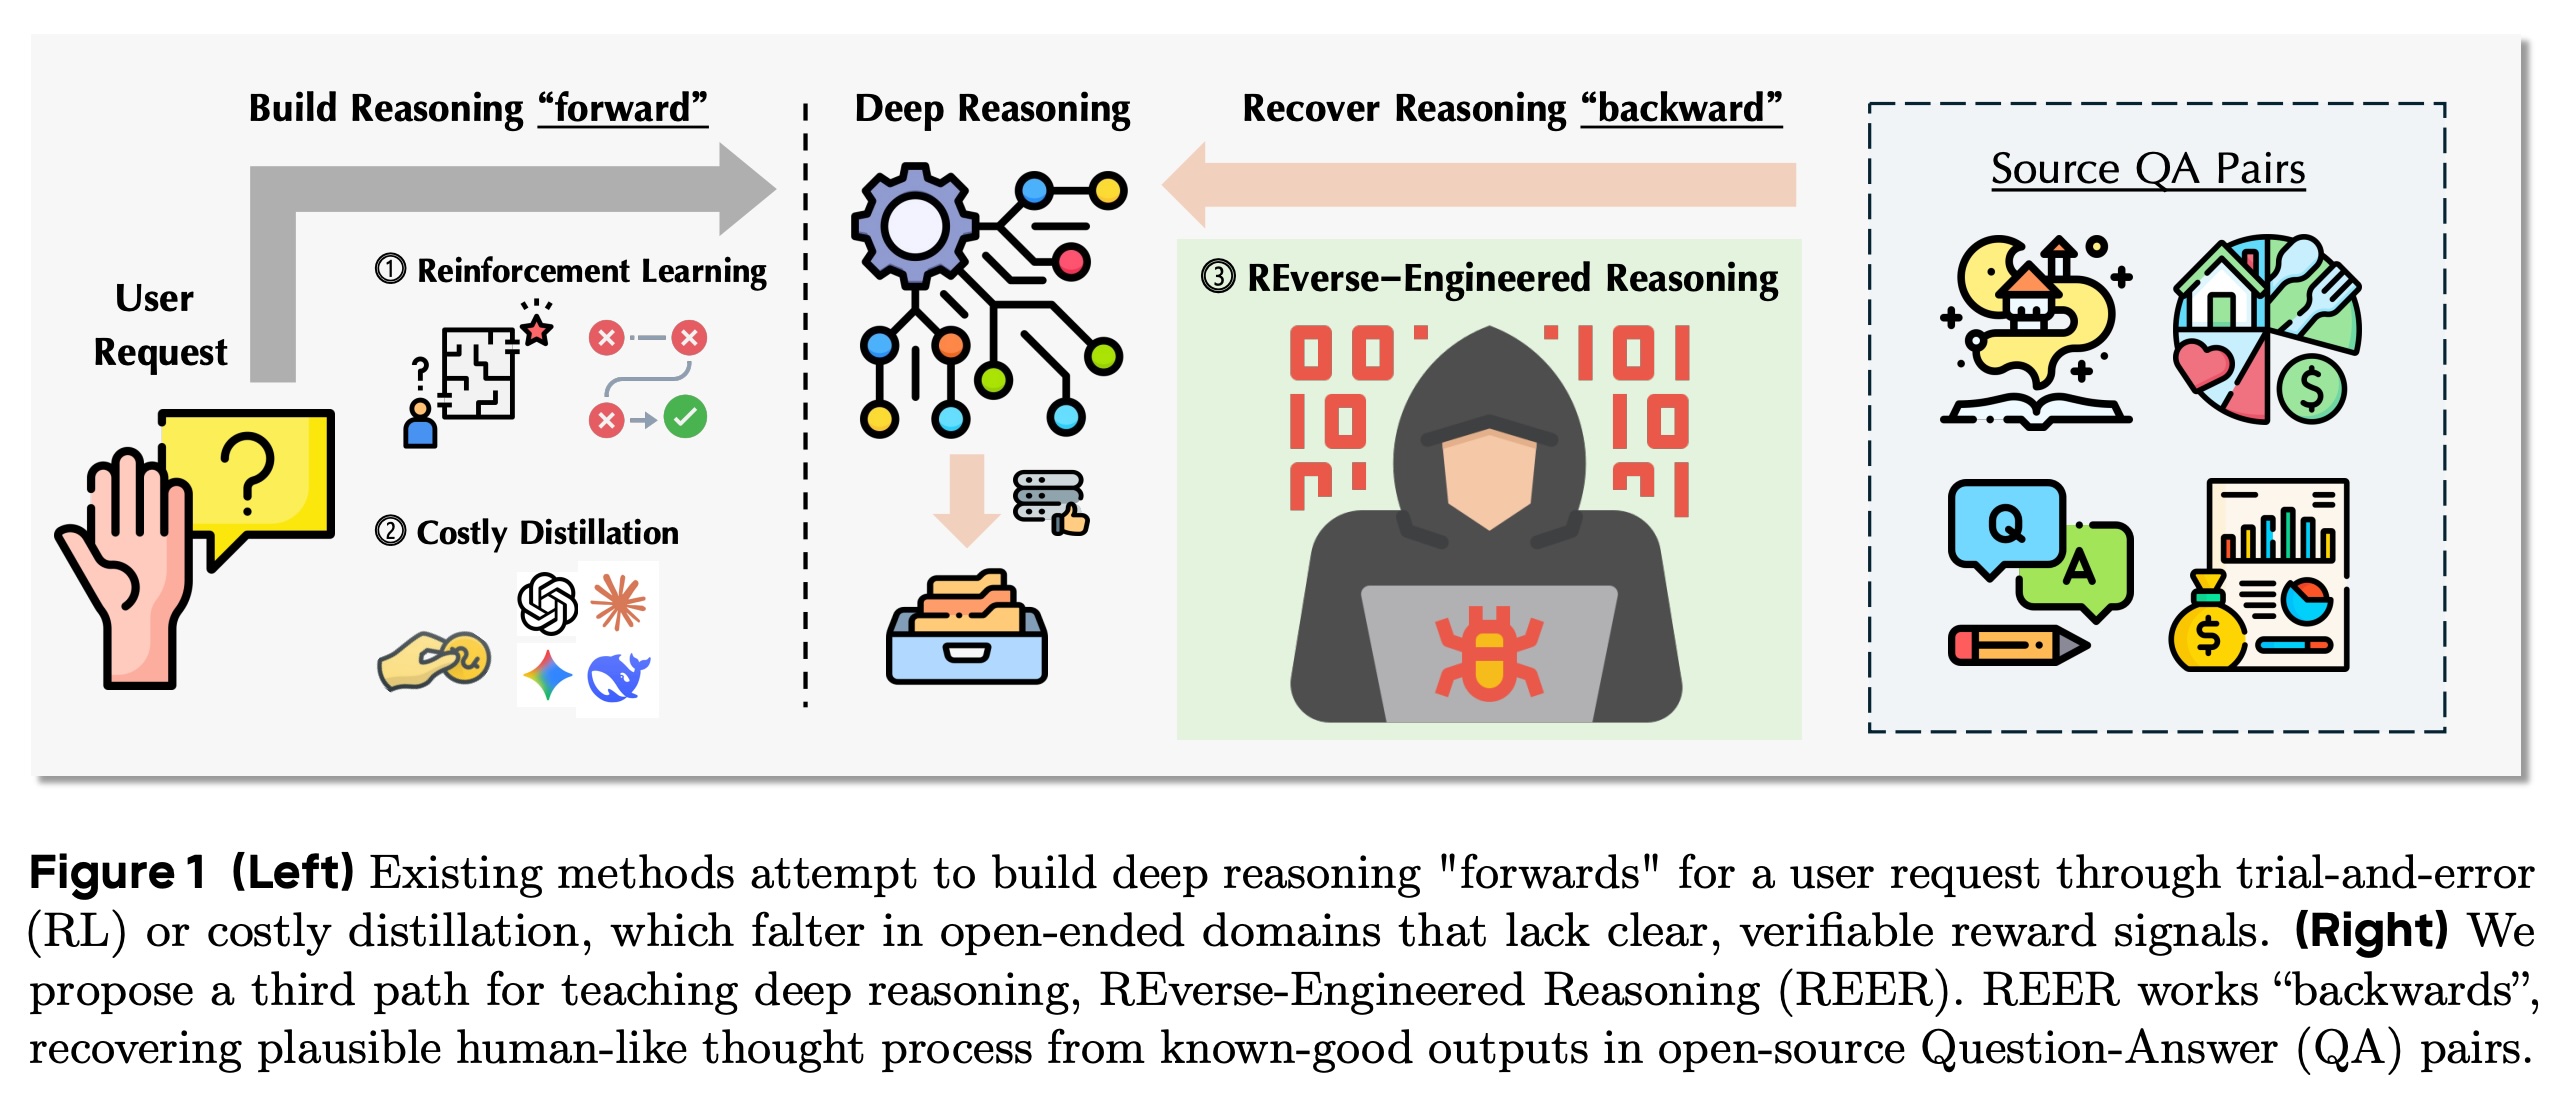 Build Reasoning “forward”
Deep Reasoning
Recover Reasoning “backward”
Source QA Pairs
User
Request
① Reinforcement Learning
?
?
② Costly Distillation
③ REverse–Engineered Reasoning
00 101
10 10
$
Q
A
$
Figure 1 (Left) Existing methods attempt to build deep reasoning "forwards" for a user request through trial-and-error
(RL) or costly distillation, which falter in open-ended domains that lack clear, verifiable reward signals. (Right) We
propose a third path for teaching deep reasoning, REverse-Engineered Reasoning (REER). REER works “backwards”,
recovering plausible human-like thought process from known-good outputs in open-source Question-Answer (QA) pairs.